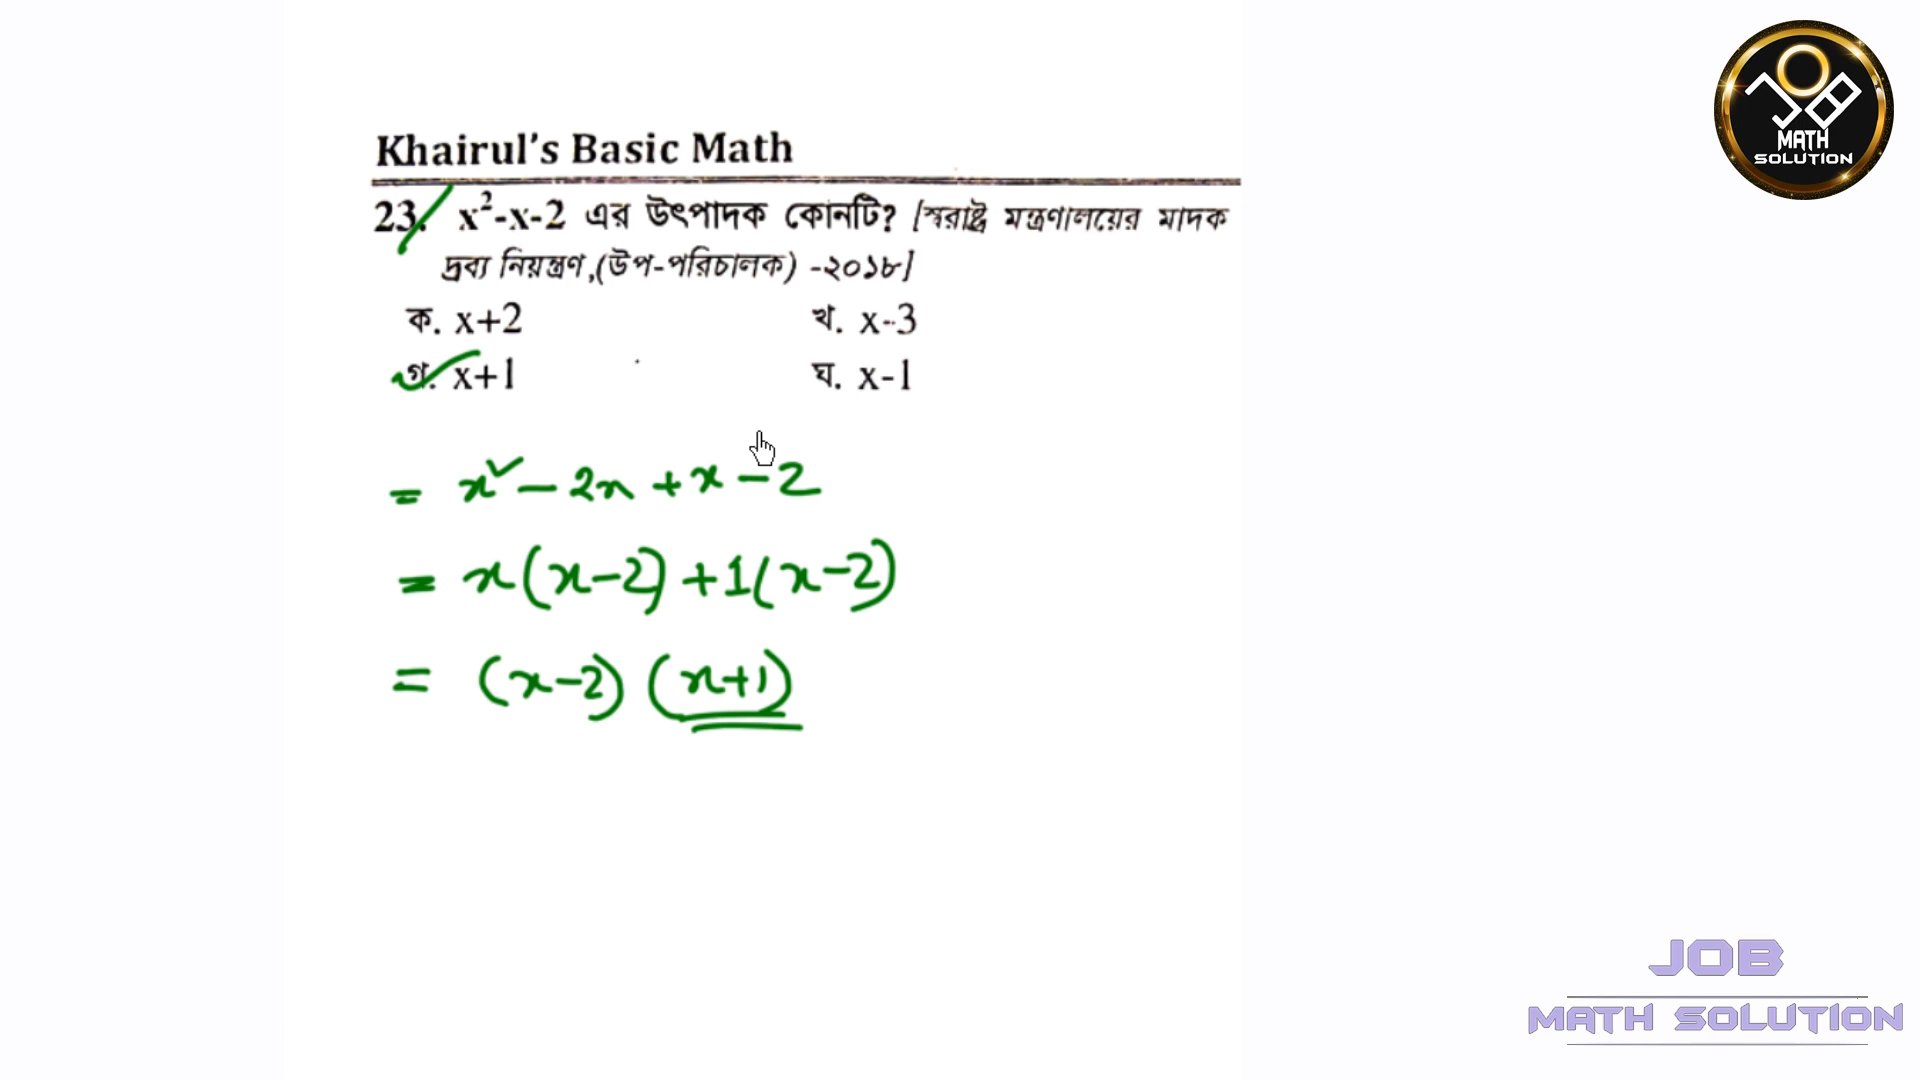 JOB
MATH
SOLUTION
Khairul's Basic Math
23. x²-x-2 এর উৎপাদক কোনটি? [স্বরাষ্ট্র মন্ত্রণালয়ের মাদক
দ্রব্য নিয়ন্ত্রণ,(উপ-পরিচালক) -২০১৮]
ক. x+2 খ. x-3
গ. x+1 ঘ. x-1
= x² - 2x + x - 2
= x(x-2) +1(x-2)
= (x-2) (x+1)
JOB
MATH SOLUTION